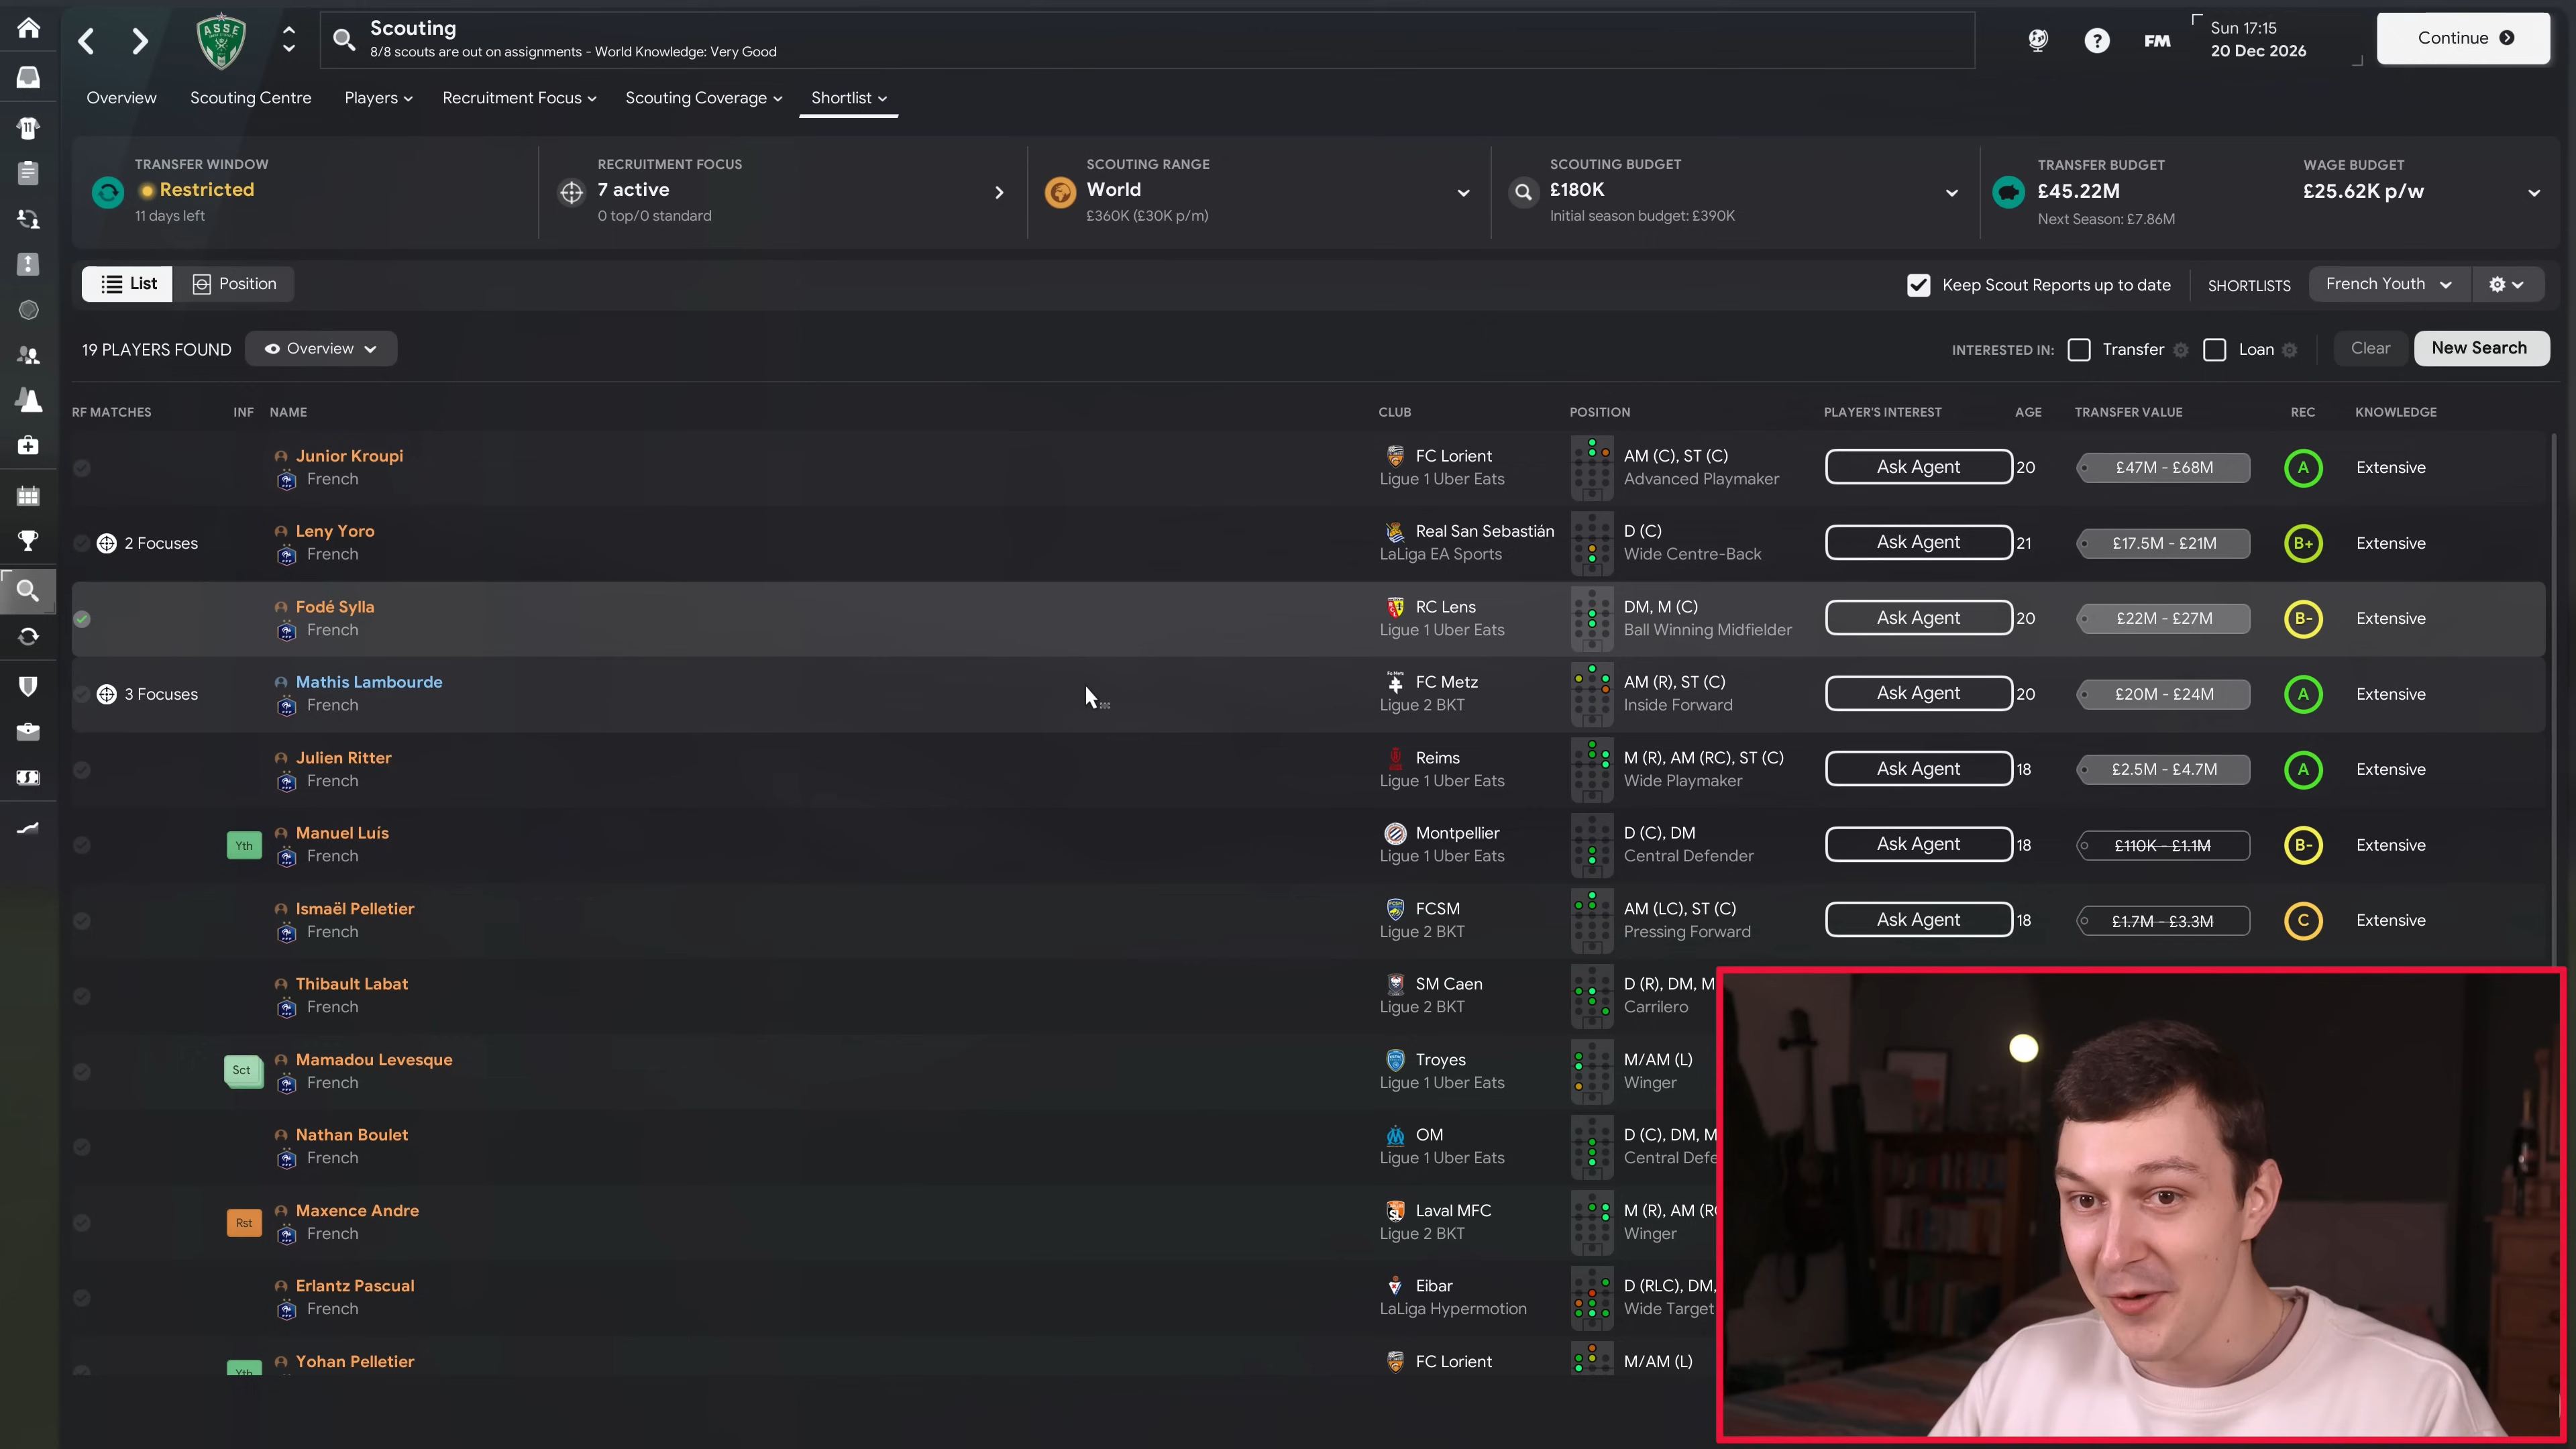 ASSE
Scouting
8/8 scouts are out on assignments - World Knowledge: Very Good
FM
Sun 17:15
20 Dec 2026
Continue
Overview
Scouting Centre
Players
Recruitment Focus
Scouting Coverage
Shortlist
TRANSFER WINDOW
Restricted
11 days left
RECRUITMENT FOCUS
7 active
0 top/0 standard
SCOUTING RANGE
World
£360K (£30K p/m)
SCOUTING BUDGET
£180K
Initial season budget: £390K
TRANSFER BUDGET
£45.22M
Next Season: £7.86M
WAGE BUDGET
£25.62K p/w
List
Position
Keep Scout Reports up to date
SHORTLISTS
French Youth
19 PLAYERS FOUND
Overview
INTERESTED IN:
Transfer
Loan
Clear
New Search
RF MATCHES INF NAME CLUB POSITION PLAYER'S INTEREST AGE TRANSFER VALUE REC KNOWLEDGE
Junior Kroupi FC Lorient AM (C), ST (C) Ask Agent 20 £47M - £68M A Extensive
French Ligue 1 Uber Eats Advanced Playmaker
2 Focuses Leny Yoro Real San Sebastián D (C) Ask Agent 21 £17.5M - £21M B+ Extensive
French LaLiga EA Sports Wide Centre-Back
Fodé Sylla RC Lens DM, M (C) Ask Agent 20 £22M - £27M B- Extensive
French Ligue 1 Uber Eats Ball Winning Midfielder
3 Focuses Mathis Lambourde FC Metz AM (R), ST (C) Ask Agent 20 £20M - £24M A Extensive
French Ligue 2 BKT Inside Forward
Julien Ritter Reims M (R), AM (RC), ST (C) Ask Agent 18 £2.5M - £4.7M A Extensive
French Ligue 1 Uber Eats Wide Playmaker
Yth Manuel Luís Montpellier D (C), DM Ask Agent 18 £110K - £1.1M B- Extensive
French Ligue 1 Uber Eats Central Defender
Ismaël Pelletier FCSM AM (LC), ST (C) Ask Agent 18 £1.7M - £3.3M C Extensive
French Ligue 2 BKT Pressing Forward
Thibault Labat SM Caen D (R), DM, M
French Ligue 2 BKT Carrilero
Sct Mamadou Levesque Troyes M/AM (L)
French Ligue 1 Uber Eats Winger
Nathan Boulet OM D (C), DM, M
French Ligue 1 Uber Eats Central Defe
Rst Maxence Andre Laval MFC M (R), AM (R
French Ligue 2 BKT Winger
Erlantz Pascual Eibar D (RLC), DM,
French LaLiga Hypermotion Wide Target
Yth Yohan Pelletier FC Lorient M/AM (L)